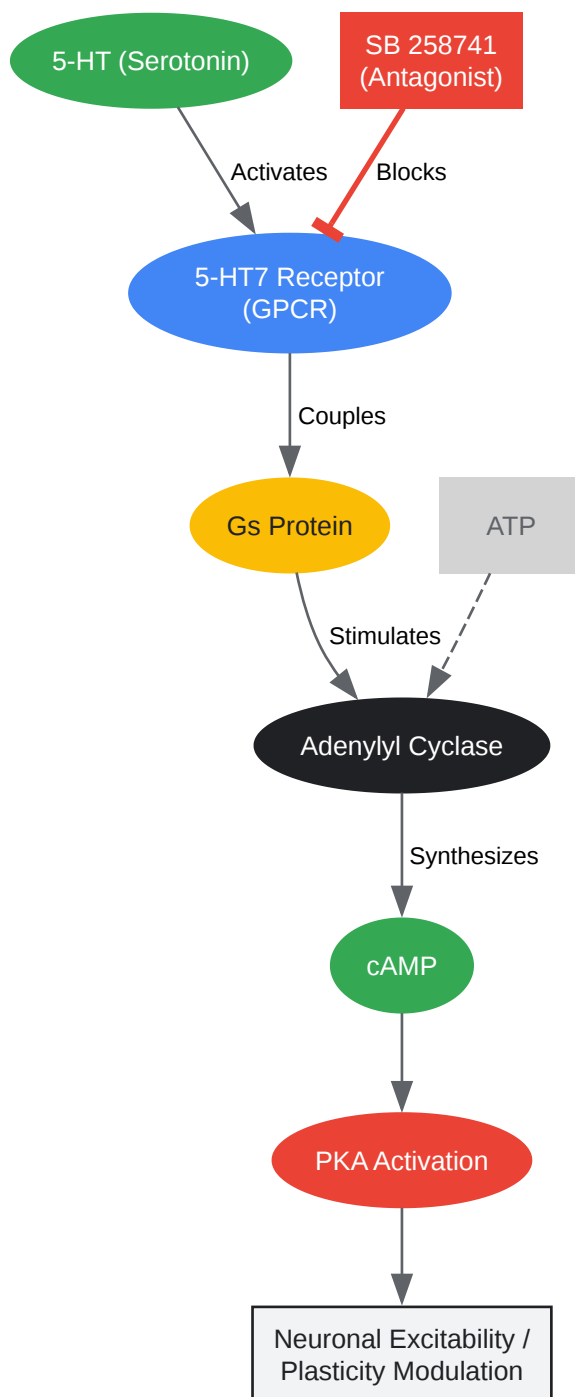 5-HT (Serotonin)
SB 258741
(Antagonist)
Activates
Blocks
5-HT7 Receptor
(GPCR)
Couples
Gs Protein
ATP
Stimulates
Adenylyl Cyclase
Synthesizes
cAMP
PKA Activation
Neuronal Excitability /
Plasticity Modulation